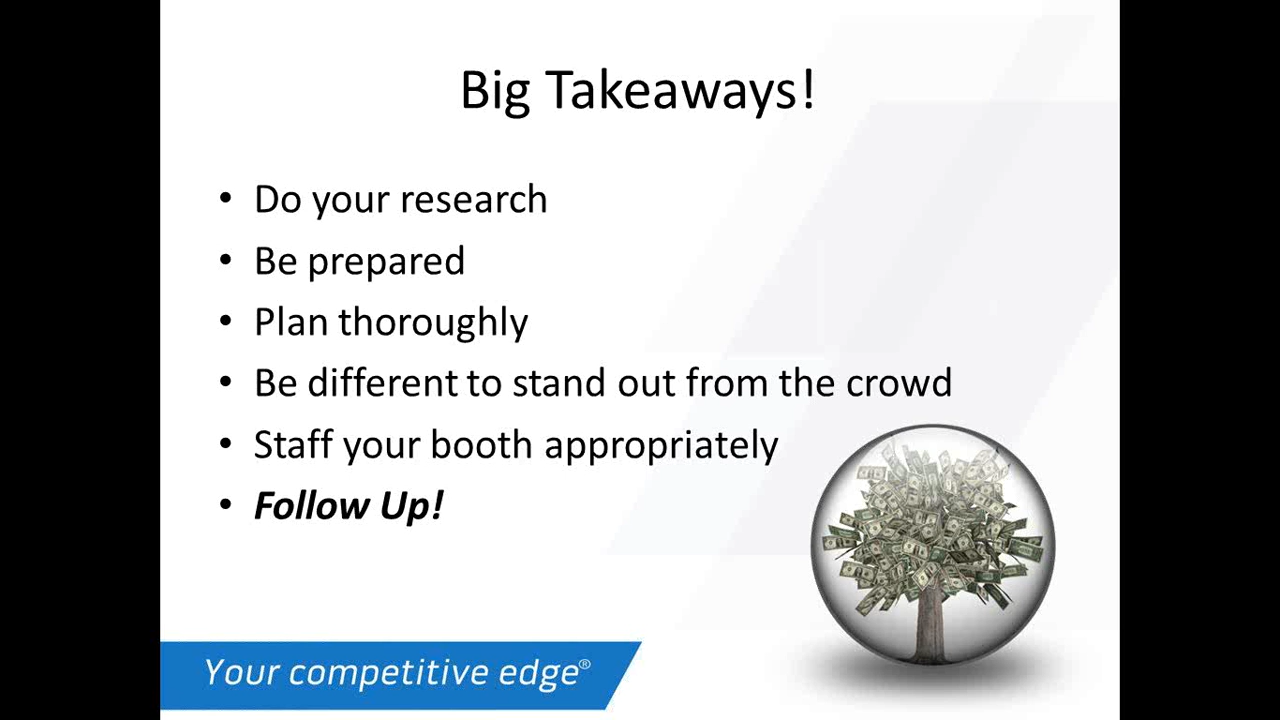 Big Takeaways!
• Do your research
• Be prepared
• Plan thoroughly
• Be different to stand out from the crowd
• Staff your booth appropriately
• Follow Up!
Your competitive edge®